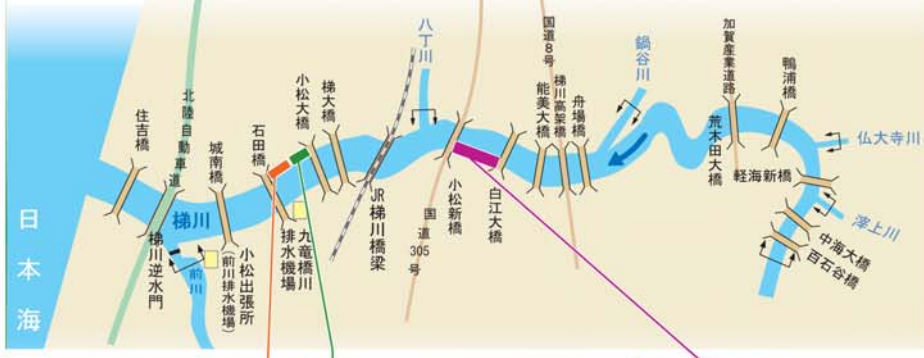 日本海
住吉橋
北陸自動車道
梯川
梯川逆水門
前川
城南橋
小松出張所
(前川排水機場)
石田橋
九竜橋川
排水機場
小松大橋
梯大橋
JR梯川橋梁
八丁川
国道305号
小松新橋
白江大橋
能美大橋
国道8号
梯川高架橋
舟場橋
鍋谷川
加賀産業道路
荒木田大橋
鴨浦橋
仏大寺川
軽海新橋
滓上川
中海大橋
百石谷橋